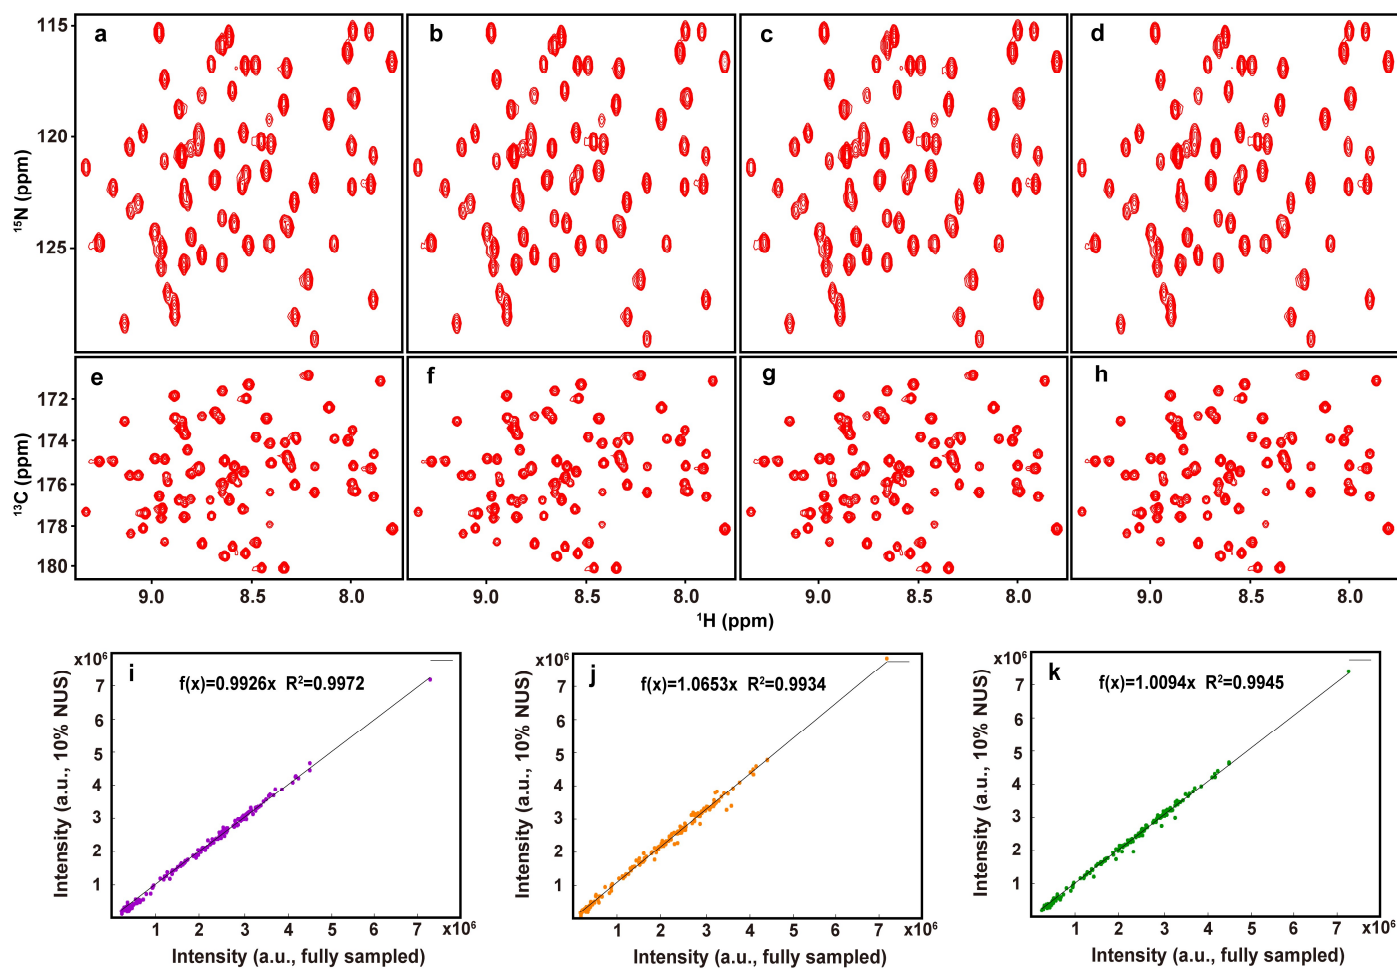 a b c d
115
120
125
¹⁵N (ppm)
e f g h
172
174
176
178
180
¹³C (ppm)
9.0 8.5 8.0 9.0 8.5 8.0 9.0 8.5 8.0 9.0 8.5 8.0
¹H (ppm)
x10⁶
i
f(x)=0.9926x R²=0.9972
7
6
5
4
3
2
1
Intensity (a.u., 10% NUS)
1 2 3 4 5 6 7 x10⁶
Intensity (a.u., fully sampled)
x10⁶
j
f(x)=1.0653x R²=0.9934
7
6
5
4
3
2
1
Intensity (a.u., 10% NUS)
1 2 3 4 5 6 7 x10⁶
Intensity (a.u., fully sampled)
x10⁶
k
f(x)=1.0094x R²=0.9945
7
6
5
4
3
2
1
Intensity (a.u., 10% NUS)
1 2 3 4 5 6 7 x10⁶
Intensity (a.u., fully sampled)